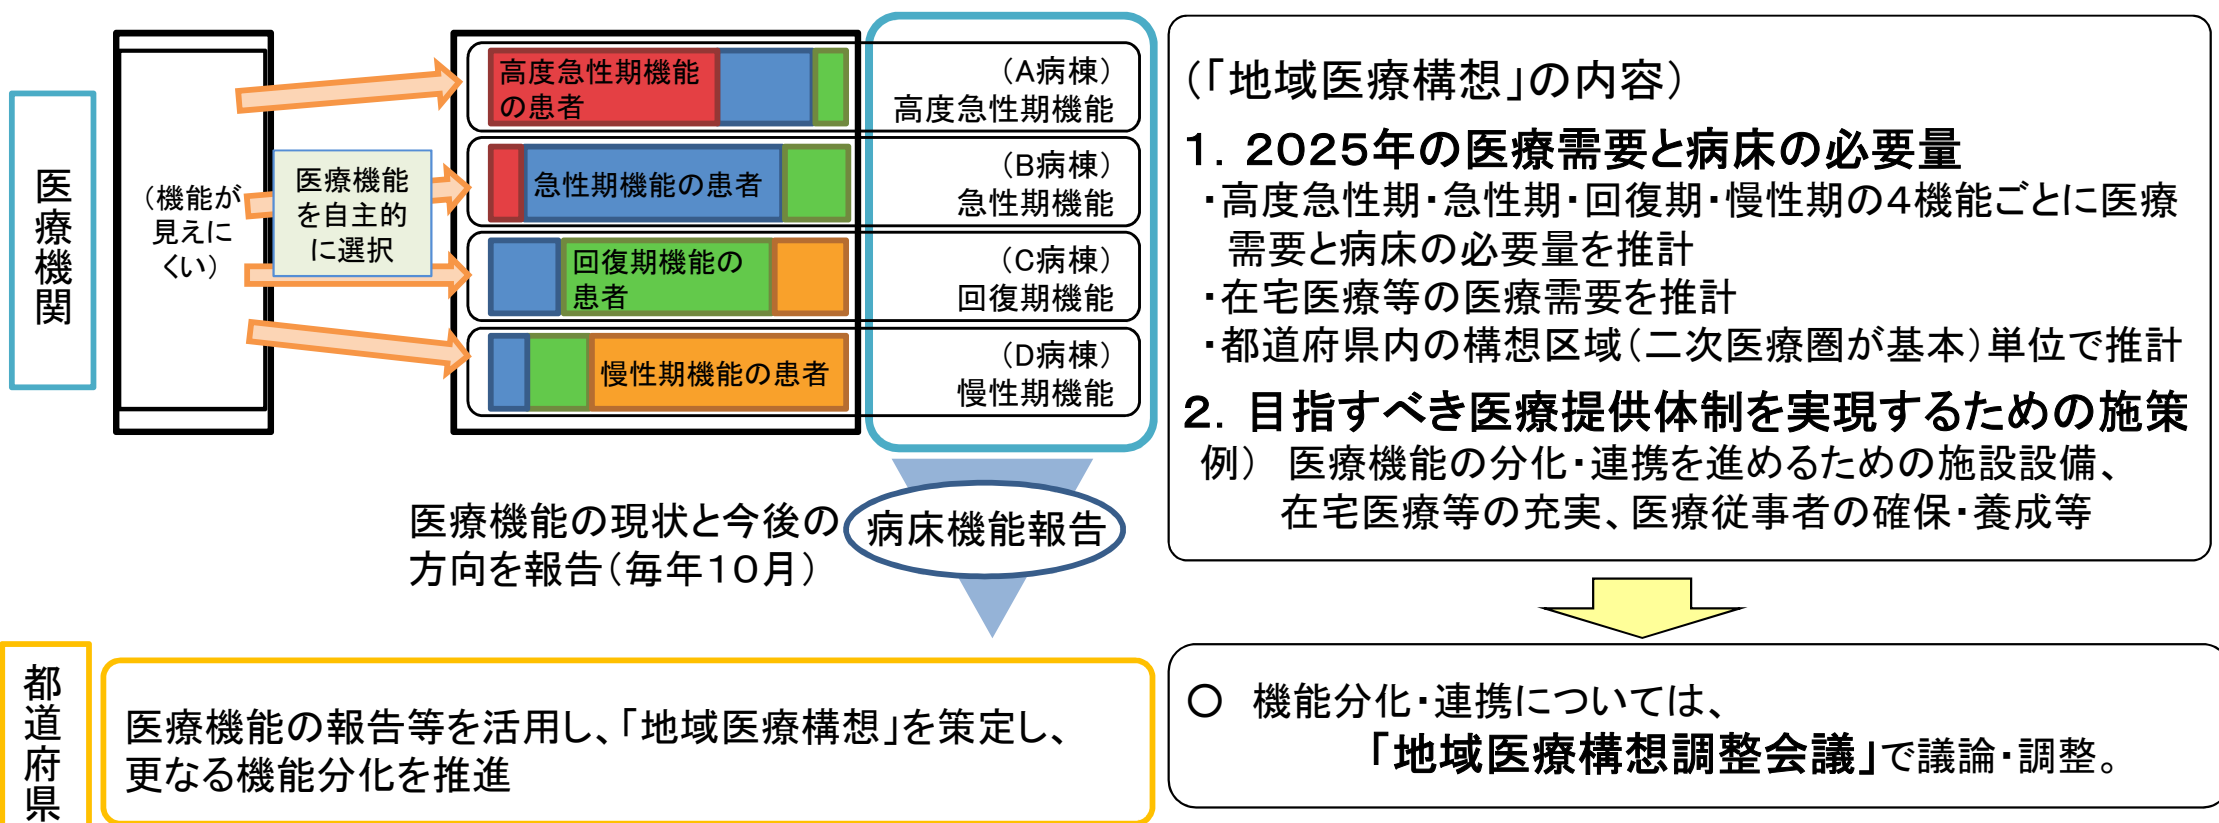 医療機関
（機能が
見えに
くい）
医療機能
を自主的
に選択
高度急性期機能
の患者
（A病棟）
高度急性期機能
急性期機能の患者
（B病棟）
急性期機能
回復期機能の
患者
（C病棟）
回復期機能
慢性期機能の患者
（D病棟）
慢性期機能
医療機能の現状と今後の
方向を報告（毎年１０月）
病床機能報告
都道府県
医療機能の報告等を活用し、「地域医療構想」を策定し、
更なる機能分化を推進
（「地域医療構想」の内容）
１．２０２５年の医療需要と病床の必要量
・高度急性期・急性期・回復期・慢性期の４機能ごとに医療
需要と病床の必要量を推計
・在宅医療等の医療需要を推計
・都道府県内の構想区域（二次医療圏が基本）単位で推計
２．目指すべき医療提供体制を実現するための施策
例） 医療機能の分化・連携を進めるための施設設備、
在宅医療等の充実、医療従事者の確保・養成等
○ 機能分化・連携については、
「地域医療構想調整会議」で議論・調整。